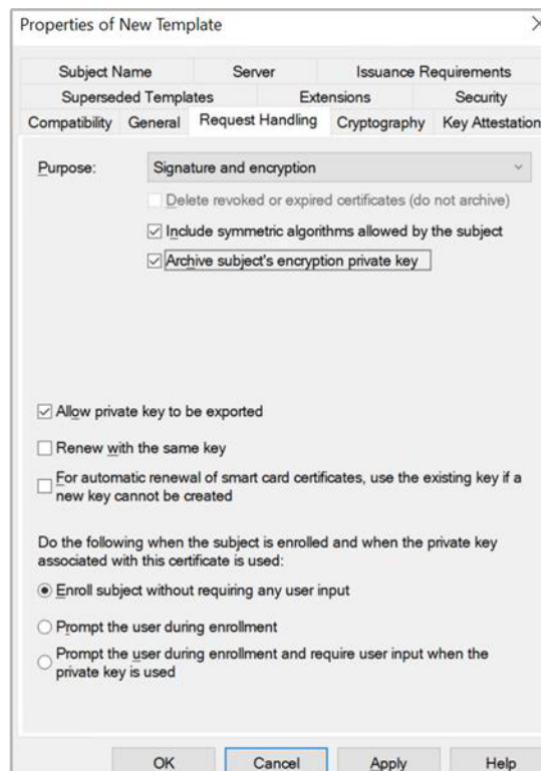 Properties of New Template
Subject Name Server Issuance Requirements
Superseded Templates Extensions Security
Compatibility General Request Handling Cryptography Key Attestation
Purpose: Signature and encryption
Delete revoked or expired certificates (do not archive)
Include symmetric algorithms allowed by the subject
Archive subject's encryption private key
Allow private key to be exported
Renew with the same key
For automatic renewal of smart card certificates, use the existing key if a
new key cannot be created
Do the following when the subject is enrolled and when the private key
associated with this certificate is used:
Enroll subject without requiring any user input
Prompt the user during enrollment
Prompt the user during enrollment and require user input when the
private key is used
OK Cancel Apply Help